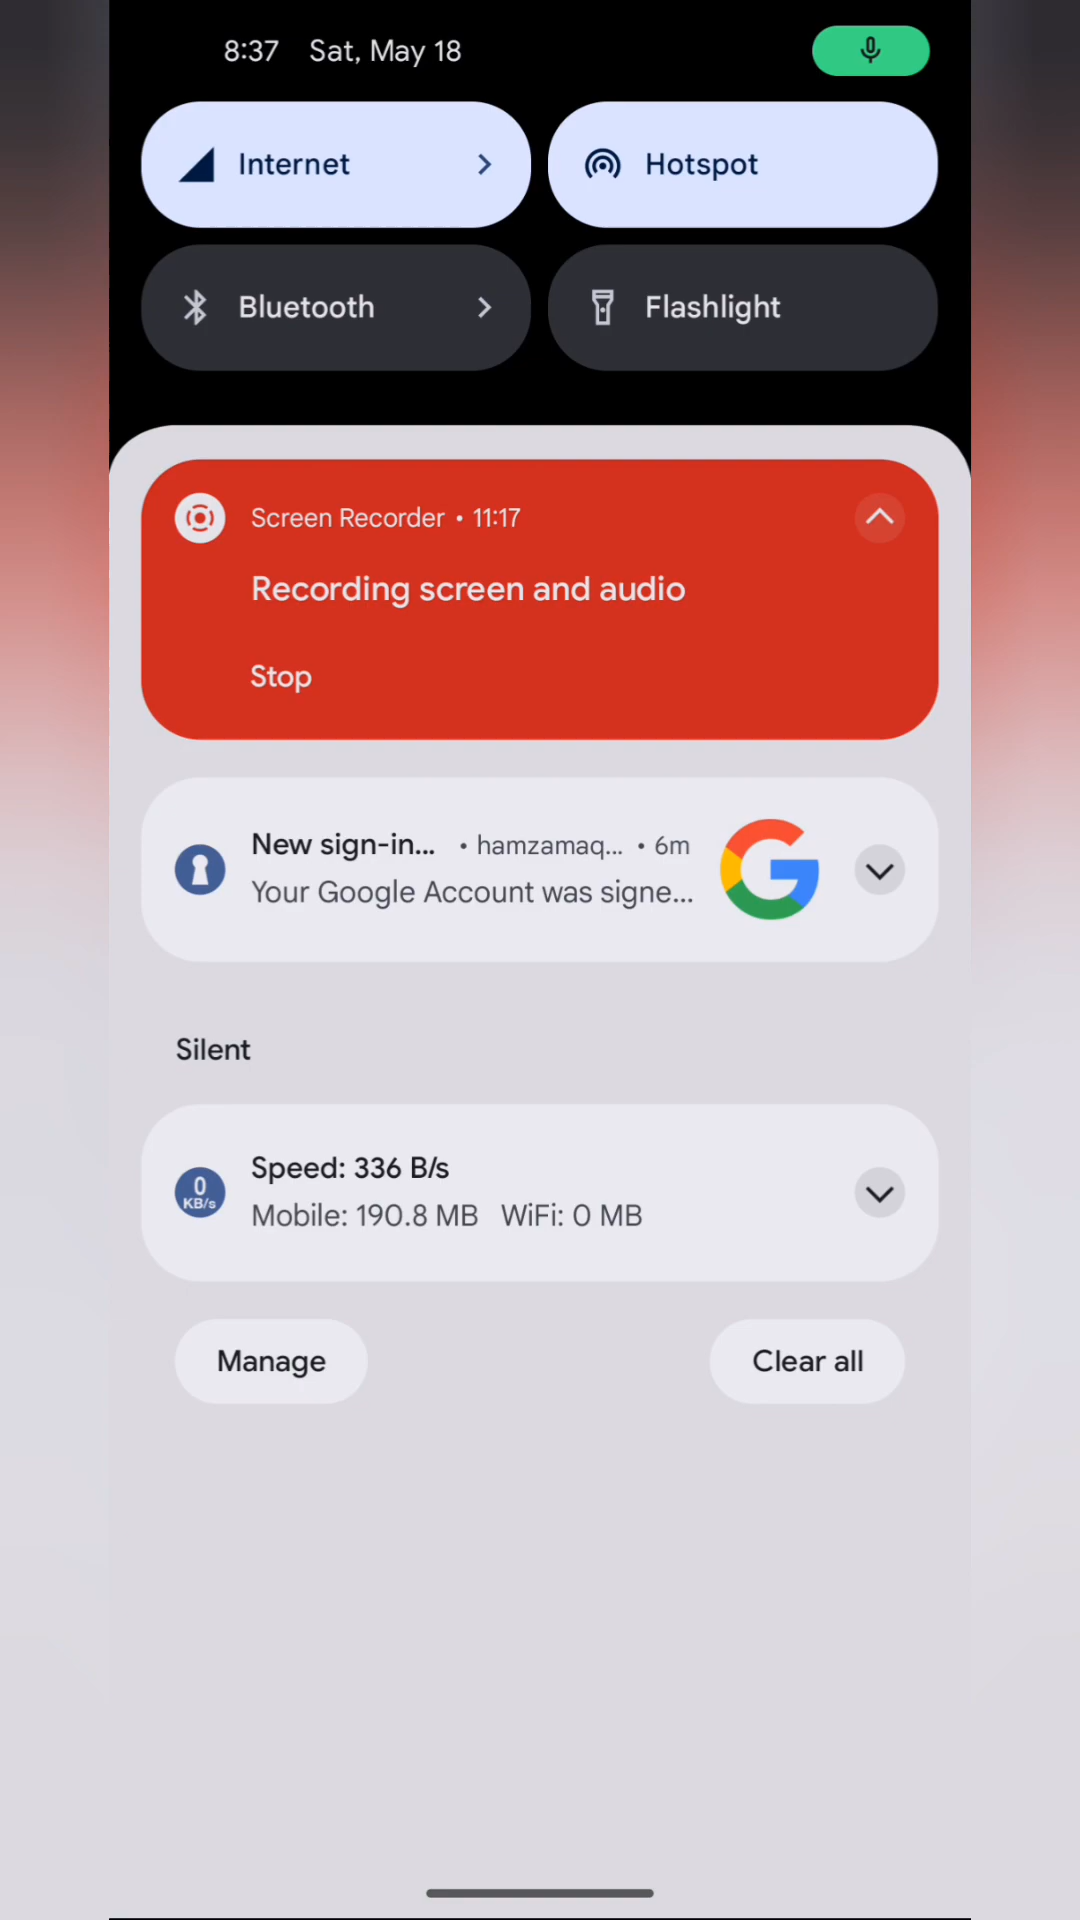 8:37 Sat, May 18
Internet
Hotspot
Bluetooth
Flashlight
Screen Recorder • 11:17
Recording screen and audio
Stop
New sign-in... • hamzamaq... • 6m
Your Google Account was signe...
Silent
0 KB/s
Speed: 336 B/s
Mobile: 190.8 MB WiFi: 0 MB
Manage
Clear all